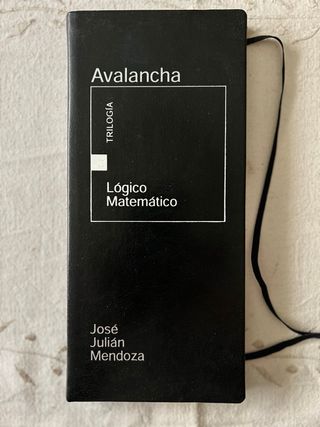 Avalancha
TRILOGÍA
Lógico
Matemático
José
Julián
Mendoza